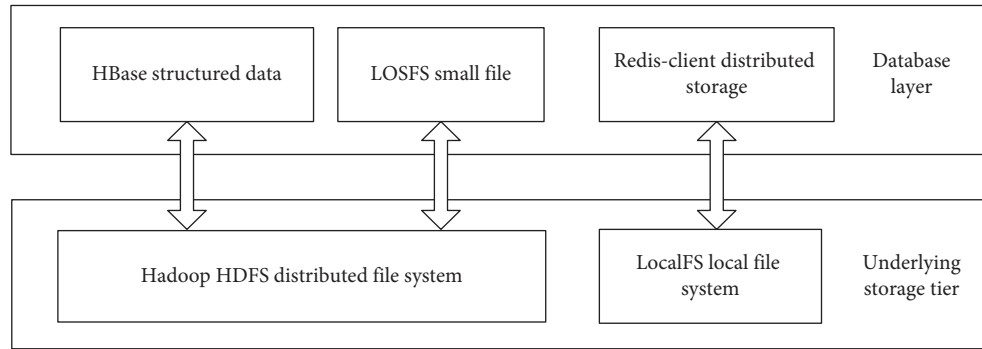 HBase structured data
LOSFS small file
Redis-client distributed
storage
Database
layer
Hadoop HDFS distributed file system
LocalFS local file
system
Underlying
storage tier